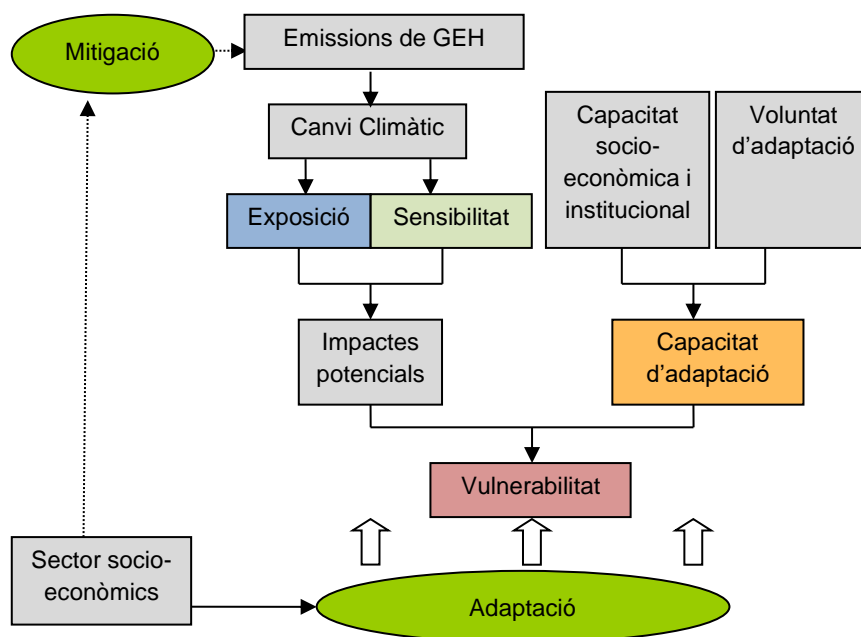 Mitigació
Emissions de GEH
Canvi Climàtic
Capacitat
socio-
econòmica i
institucional
Voluntat
d’adaptació
Exposició
Sensibilitat
Impactes
potencials
Capacitat
d’adaptació
Vulnerabilitat
Sector socio-
econòmics
Adaptació